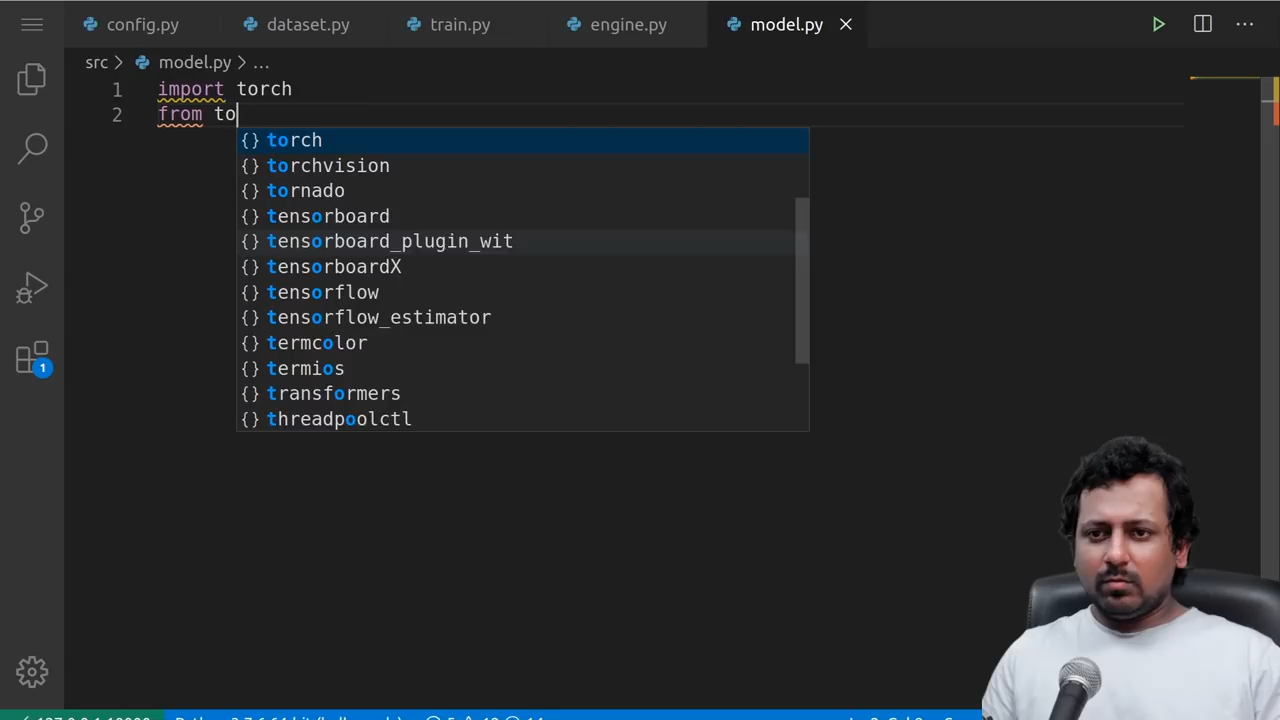 config.py dataset.py train.py engine.py model.py
src > model.py > ...
1 import torch
2 from to
{} torch
{} torchvision
{} tornado
{} tensorboard
{} tensorboard_plugin_wit
{} tensorboardX
{} tensorflow
{} tensorflow_estimator
{} termcolor
{} termios
{} transformers
{} threadpoolctl
1